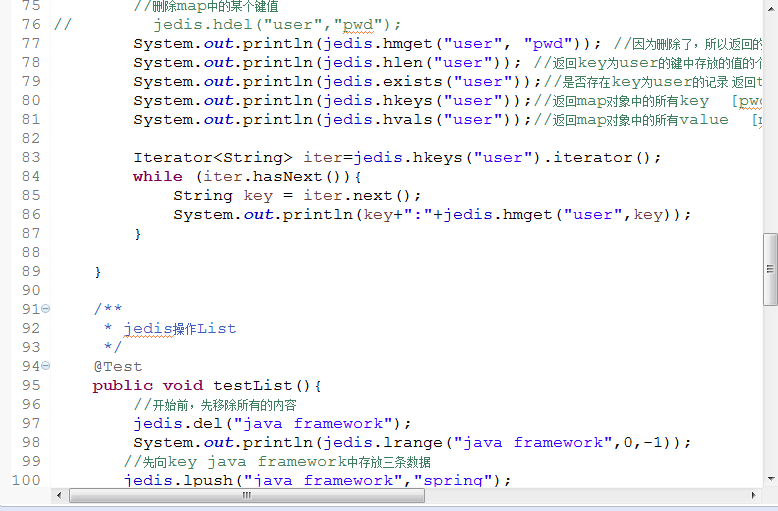 75 //删除map中的某个键值
76 // jedis.hdel("user","pwd");
77 System.out.println(jedis.hmget("user", "pwd")); //因为删除了，所以返回的
78 System.out.println(jedis.hlen("user")); //返回key为user的键中存放的值的个
79 System.out.println(jedis.exists("user"));//是否存在key为user的记录 返回t
80 System.out.println(jedis.hkeys("user"));//返回map对象中的所有key [pwd
81 System.out.println(jedis.hvals("user"));//返回map对象中的所有value [m
82
83 Iterator<String> iter=jedis.hkeys("user").iterator();
84 while (iter.hasNext()){
85 String key = iter.next();
86 System.out.println(key+":"+jedis.hmget("user",key));
87 }
88
89 }
90
91 /**
92 * jedis操作List
93 */
94 @Test
95 public void testList(){
96 //开始前，先移除所有的内容
97 jedis.del("java framework");
98 System.out.println(jedis.lrange("java framework",0,-1));
99 //先向key java framework中存放三条数据
100 jedis.lpush("java framework","spring");